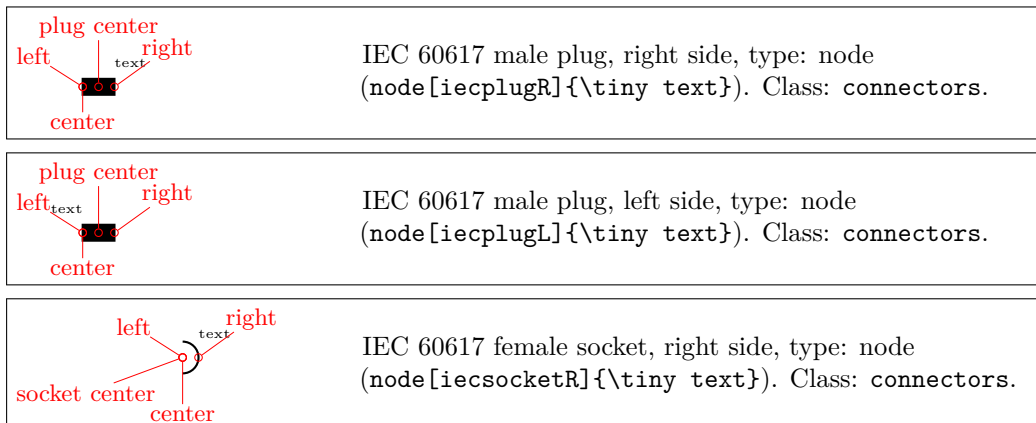 plug center
left
text
right
center
IEC 60617 male plug, right side, type: node
(node[iecplugR]{\tiny text}). Class: connectors.
plug center
left
text
right
center
IEC 60617 male plug, left side, type: node
(node[iecplugL]{\tiny text}). Class: connectors.
left
text
right
socket center
center
IEC 60617 female socket, right side, type: node
(node[iecsocketR]{\tiny text}). Class: connectors.